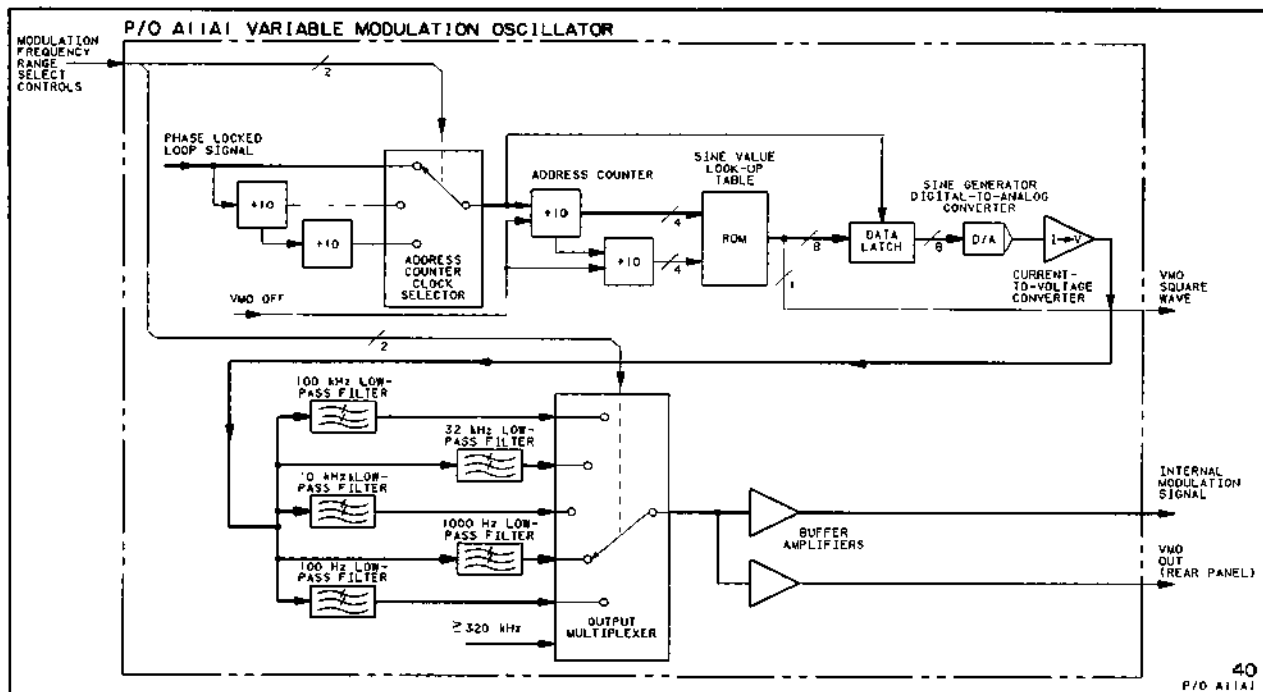 P/O A11A1 VARIABLE MODULATION OSCILLATOR
MODULATION
FREQUENCY
RANGE
SELECT
CONTROLS
2
PHASE LOCKED
LOOP SIGNAL
÷10
÷10
ADDRESS
COUNTER
CLOCK
SELECTOR
VMO OFF
ADDRESS COUNTER
÷10
÷10
4
4
SINE VALUE
LOOK-UP
TABLE
ROM
8
1
DATA
LATCH
8
SINE GENERATOR
DIGITAL-TO-ANALOG
CONVERTER
D/A
I→V
CURRENT-
TO-VOLTAGE
CONVERTER
VMO
SQUARE
WAVE
2
100 kHz LOW-
PASS FILTER
32 kHz LOW-
PASS FILTER
10 kHz LOW-
PASS FILTER
1000 Hz LOW-
PASS FILTER
100 Hz LOW-
PASS FILTER
≥320 kHz
OUTPUT
MULTIPLEXER
BUFFER
AMPLIFIERS
INTERNAL
MODULATION
SIGNAL
VMO
OUT
(REAR PANEL)
40
P/O A11A1